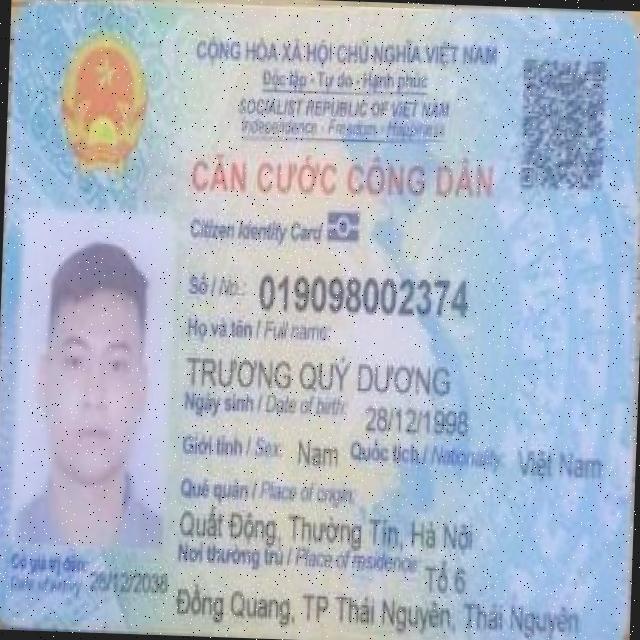 CỘNG HÒA XÃ HỘI CHỦ NGHĨA VIỆT NAM
Độc lập - Tự do - Hạnh phúc
SOCIALIST REPUBLIC OF VIET NAM
Independence - Freedom - Happiness
CĂN CƯỚC CÔNG DÂN
Citizen Identity Card
Số / No.: 019098002374
Họ và tên / Full name:
TRƯƠNG QUÝ DƯƠNG
Ngày sinh / Date of birth: 28/12/1998
Giới tính / Sex: Nam Quốc tịch / Nationality: Việt Nam
Quê quán / Place of origin:
Quất Động, Thường Tín, Hà Nội
Nơi thường trú / Place of residence: Tổ 6
Đồng Quang, TP Thái Nguyên, Thái Nguyên
Có giá trị đến:
Date of expiry: 28/12/2038